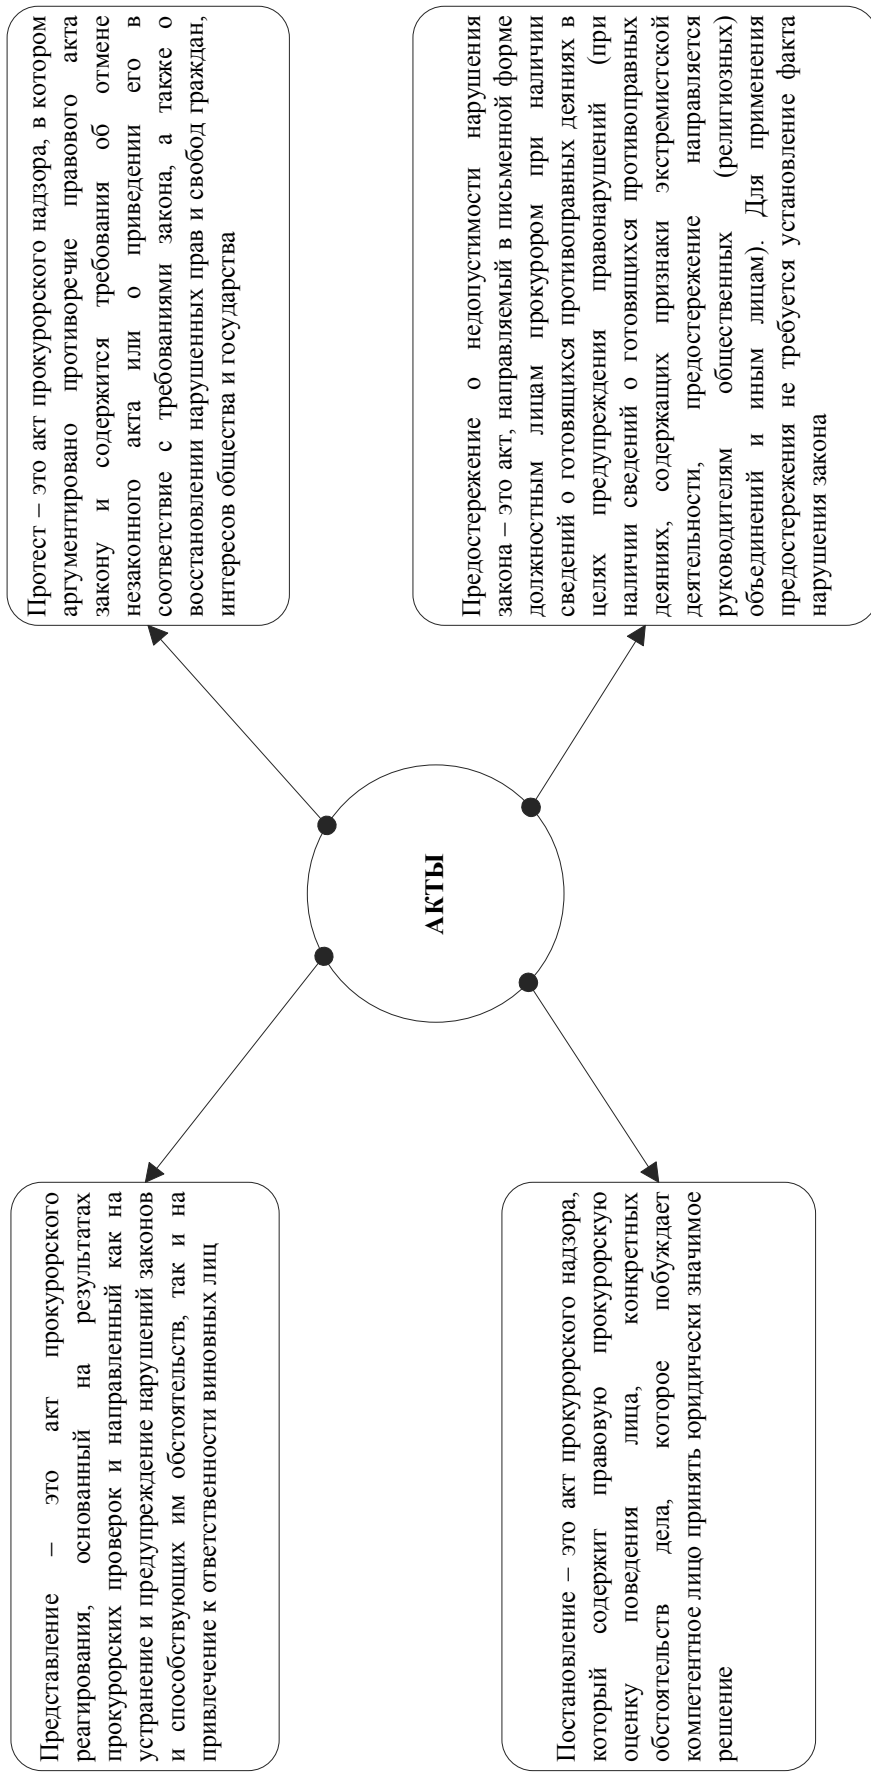 Представление – это акт прокурорского
реагирования, основанный на результатах
прокурорских проверок и направленный как на
устранение и предупреждение нарушений законов
и способствующих им обстоятельств, так и на
привлечение к ответственности виновных лиц
Протест – это акт прокурорского надзора, в котором
аргументировано противоречие правового акта
закону и содержится требования об отмене
незаконного акта или о приведении его в
соответствие с требованиями закона, а также о
восстановлении нарушенных прав и свобод граждан,
интересов общества и государства
АКТЫ
Постановление – это акт прокурорского надзора,
который содержит правовую прокурорскую
оценку поведения лица, конкретных
обстоятельств дела, которое побуждает
компетентное лицо принять юридически значимое
решение
Предостережение о недопустимости нарушения
закона – это акт, направляемый в письменной форме
должностным лицам прокурором при наличии
сведений о готовящихся противоправных деяниях в
целях предупреждения правонарушений (при
наличии сведений о готовящихся противоправных
деяниях, содержащих признаки экстремистской
деятельности, предостережение направляется
руководителям общественных (религиозных)
объединений и иным лицам). Для применения
предостережения не требуется установление факта
нарушения закона